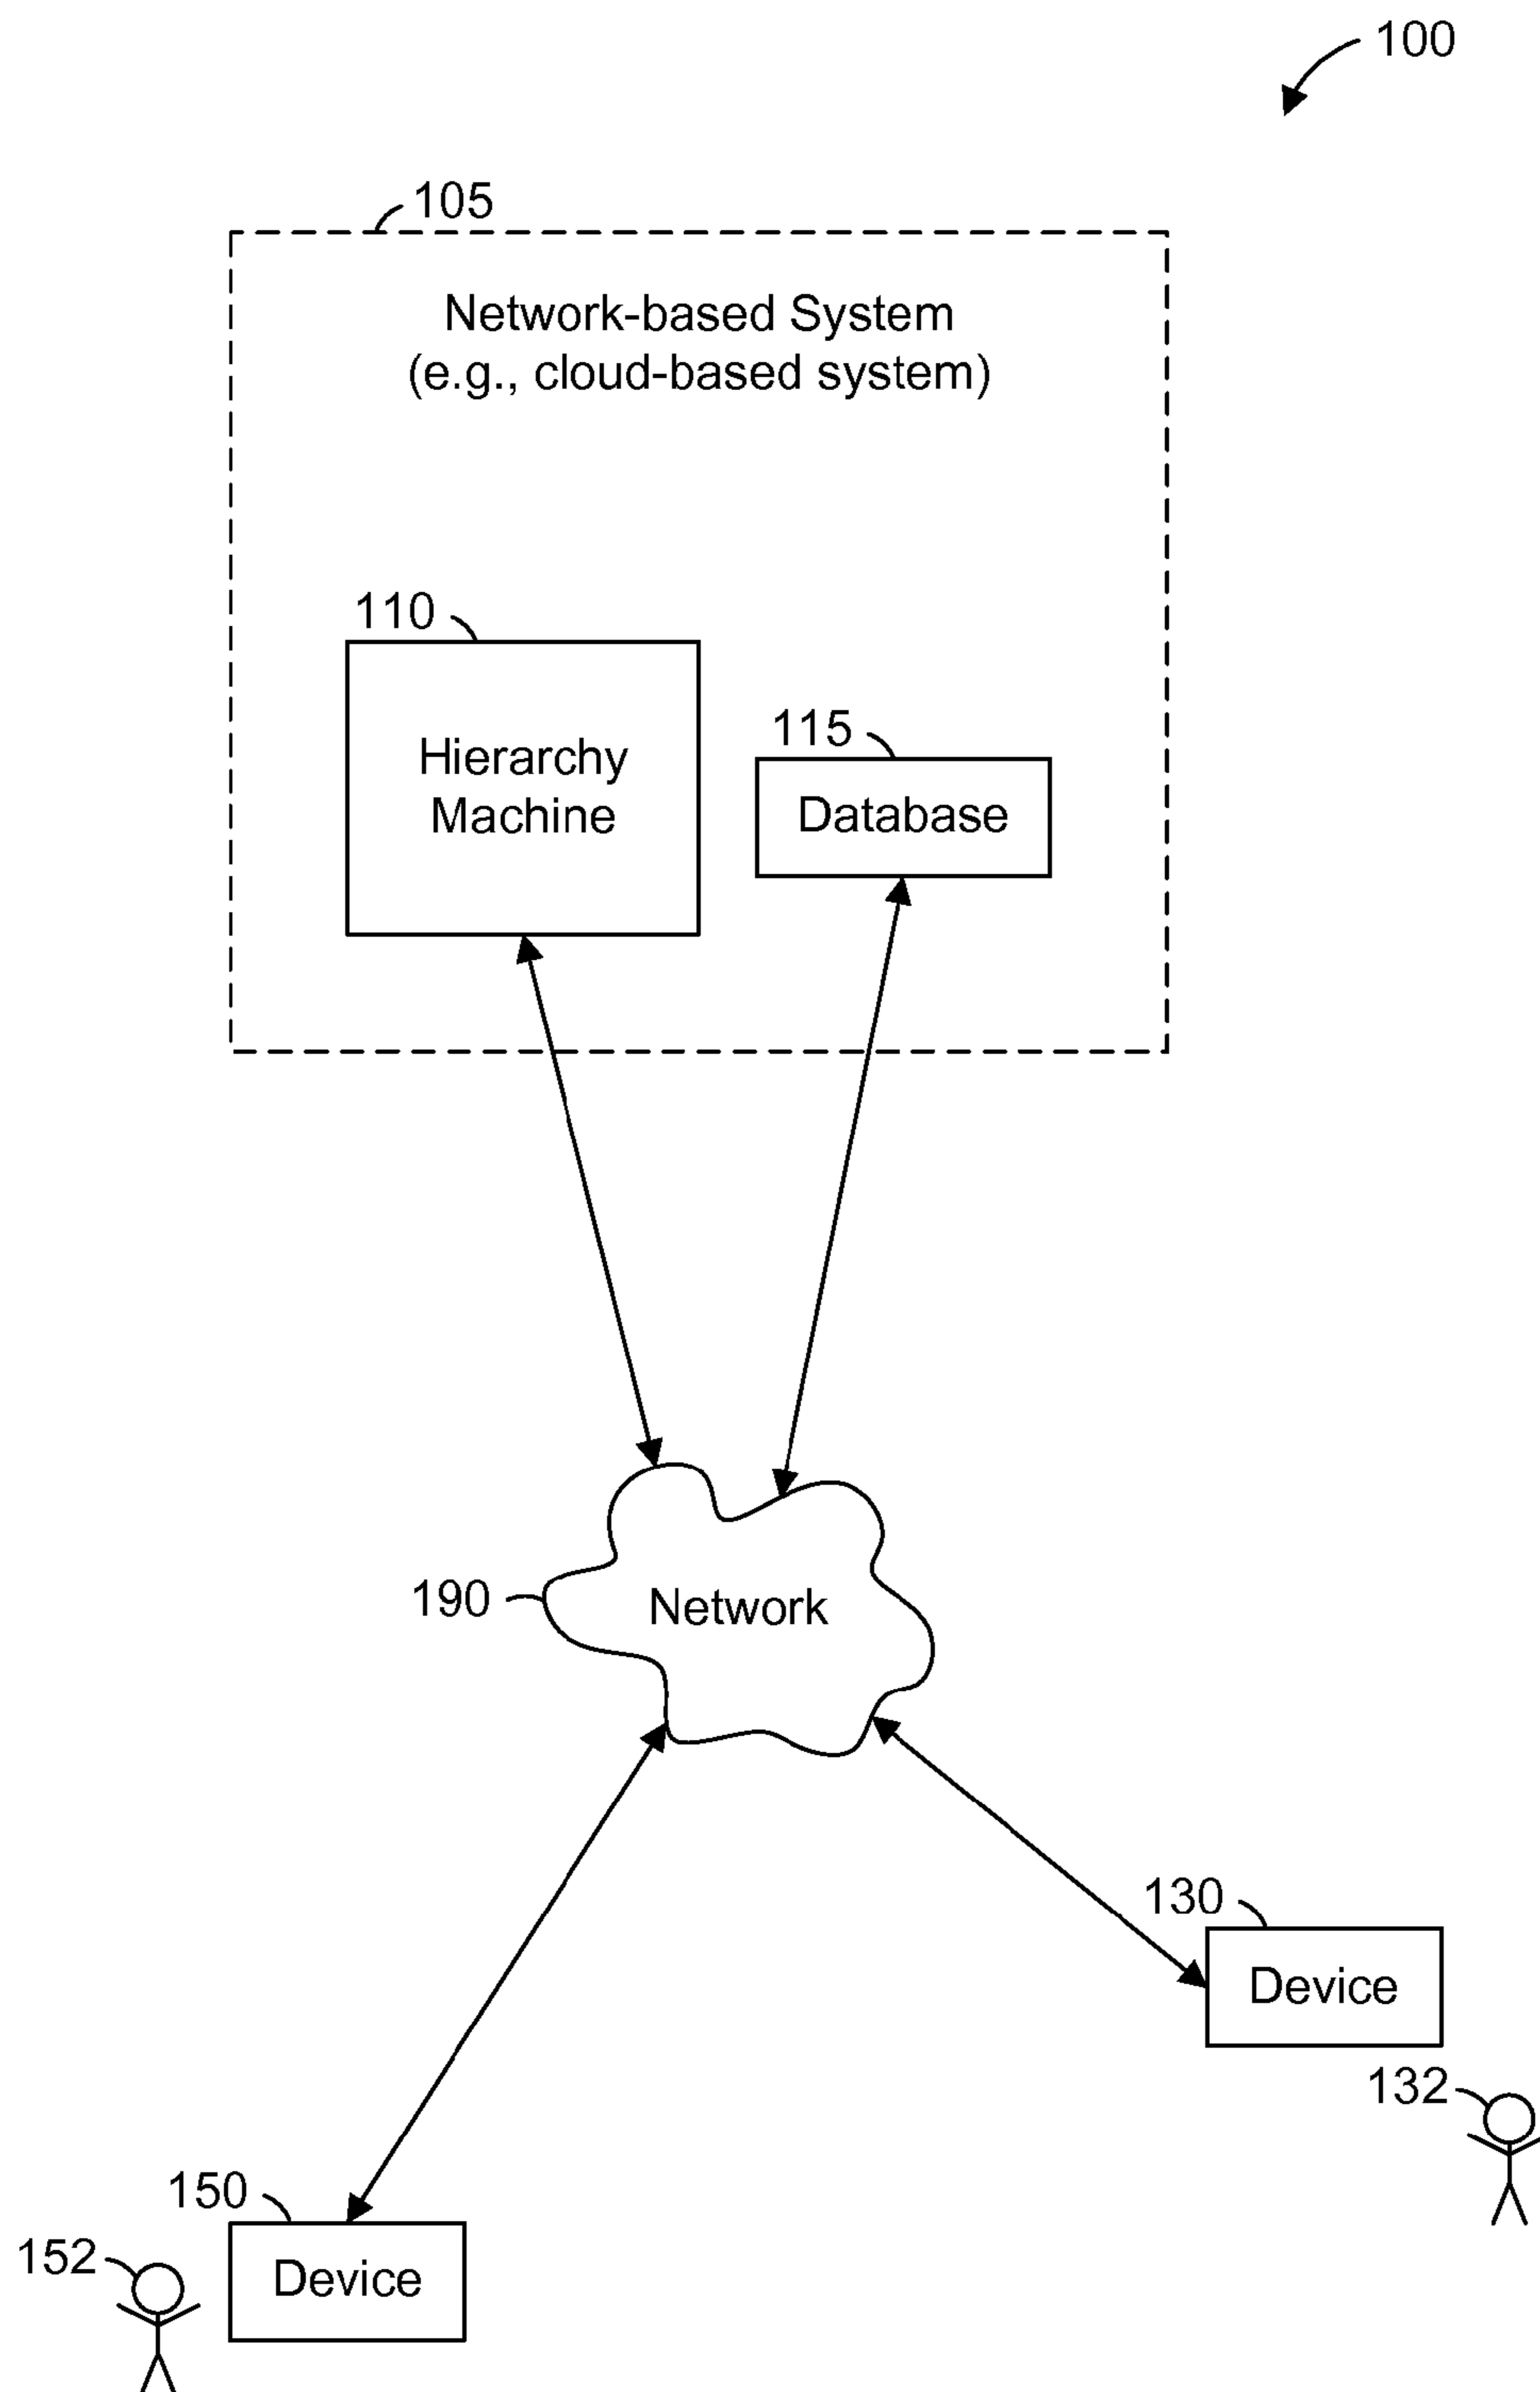 100
105
Network-based System
(e.g., cloud-based system)
110
Hierarchy
Machine
115
Database
190
Network
130
Device
132
150
Device
152